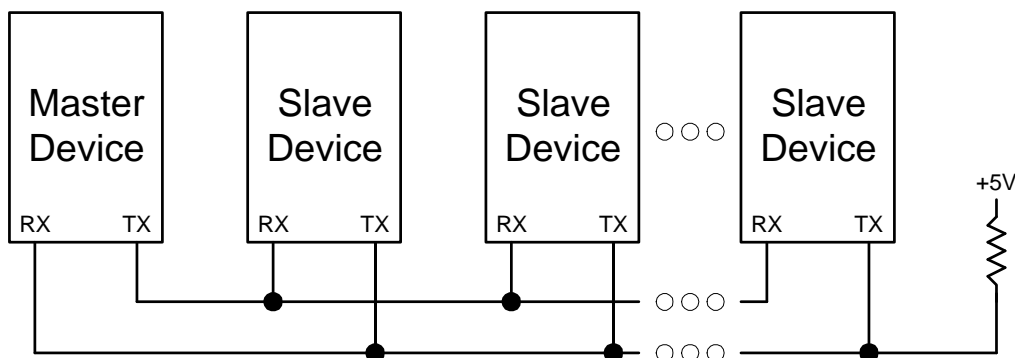 Master
Device
Slave
Device
Slave
Device
Slave
Device
+5V
RX TX
RX TX
RX TX
RX TX